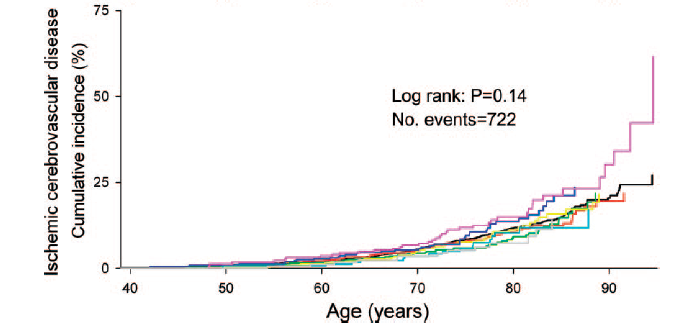 Ischemic cerebrovascular disease
Cumulative incidence (%)
75
50
25
0
Log rank: P=0.14
No. events=722
40 50 60 70 80 90
Age (years)